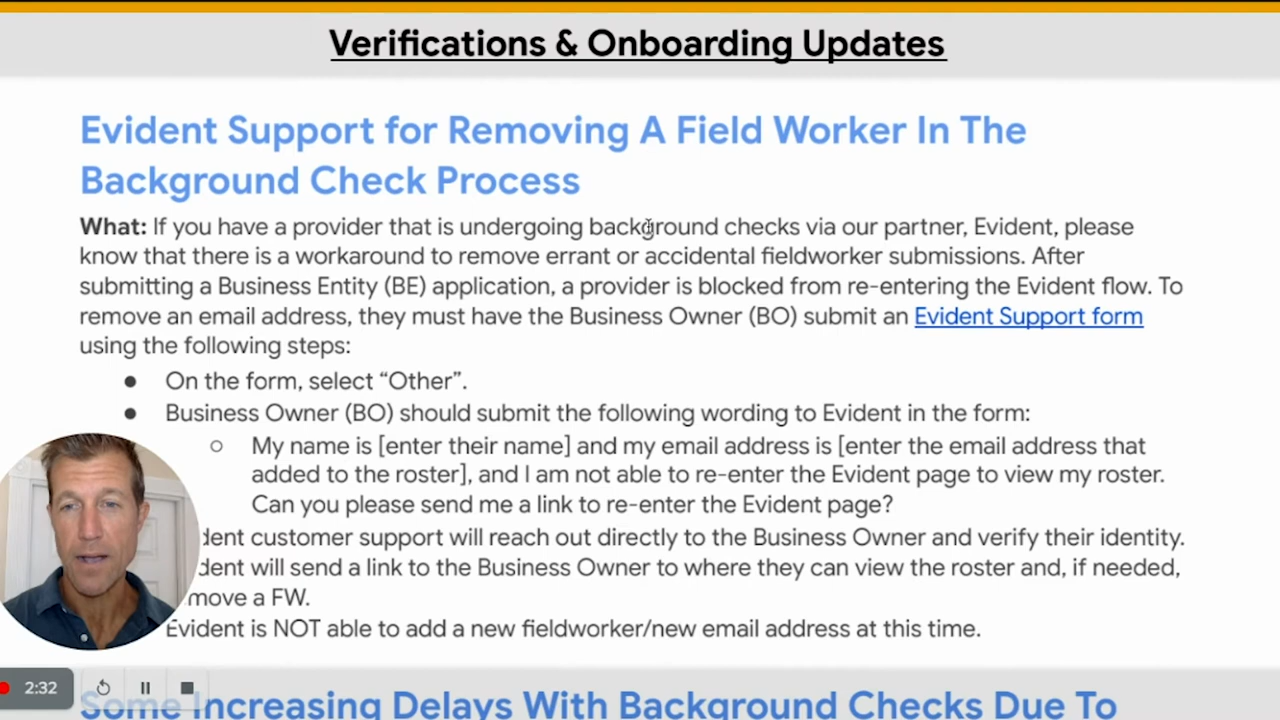 Verifications & Onboarding Updates
Evident Support for Removing A Field Worker In The
Background Check Process
What: If you have a provider that is undergoing background checks via our partner, Evident, please
know that there is a workaround to remove errant or accidental fieldworker submissions. After
submitting a Business Entity (BE) application, a provider is blocked from re-entering the Evident flow. To
remove an email address, they must have the Business Owner (BO) submit an Evident Support form
using the following steps:
● On the form, select “Other”.
● Business Owner (BO) should submit the following wording to Evident in the form:
○ My name is [enter their name] and my email address is [enter the email address that
added to the roster], and I am not able to re-enter the Evident page to view my roster.
Can you please send me a link to re-enter the Evident page?
dent customer support will reach out directly to the Business Owner and verify their identity.
dent will send a link to the Business Owner to where they can view the roster and, if needed,
move a FW.
Evident is NOT able to add a new fieldworker/new email address at this time.
2:32
Some Increasing Delays With Background Checks Due To